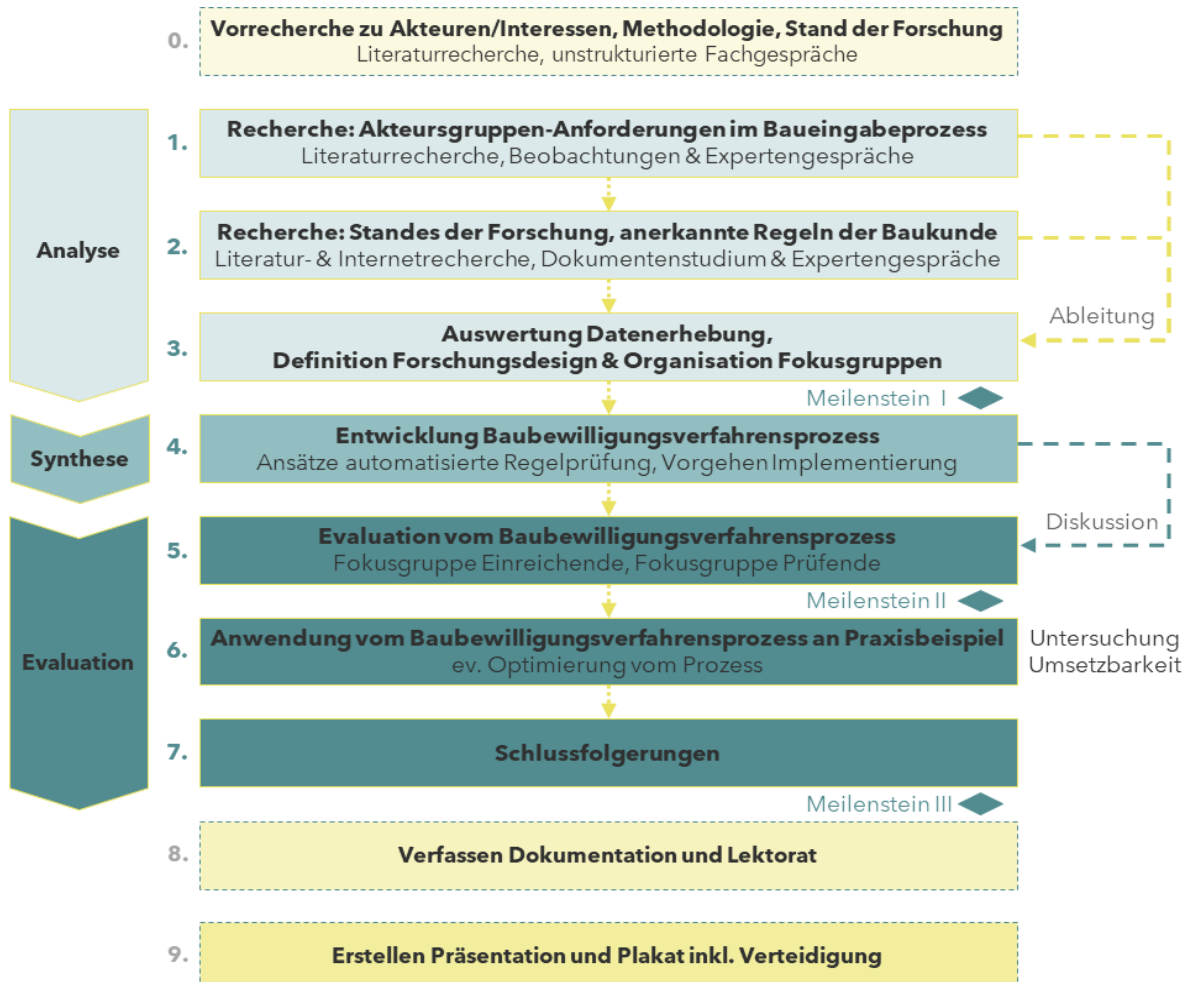 0.
Vorrecherche zu Akteuren/Interessen, Methodologie, Stand der Forschung
Literaturrecherche, unstrukturierte Fachgespräche
Analyse
1.
Recherche: Akteursgruppen-Anforderungen im Baueingabeprozess
Literaturrecherche, Beobachtungen & Expertengespräche
2.
Recherche: Standes der Forschung, anerkannte Regeln der Baukunde
Literatur- & Internetrecherche, Dokumentenstudium & Expertengespräche
Ableitung
3.
Auswertung Datenerhebung,
Definition Forschungsdesign & Organisation Fokusgruppen
Meilenstein I
Synthese
4.
Entwicklung Baubewilligungsverfahrensprozess
Ansätze automatisierte Regelprüfung, Vorgehen Implementierung
Diskussion
Evaluation
5.
Evaluation vom Baubewilligungsverfahrensprozess
Fokusgruppe Einreichende, Fokusgruppe Prüfende
Meilenstein II
6.
Anwendung vom Baubewilligungsverfahrensprozess an Praxisbeispiel
ev. Optimierung vom Prozess
Untersuchung
Umsetzbarkeit
7.
Schlussfolgerungen
Meilenstein III
8.
Verfassen Dokumentation und Lektorat
9.
Erstellen Präsentation und Plakat inkl. Verteidigung